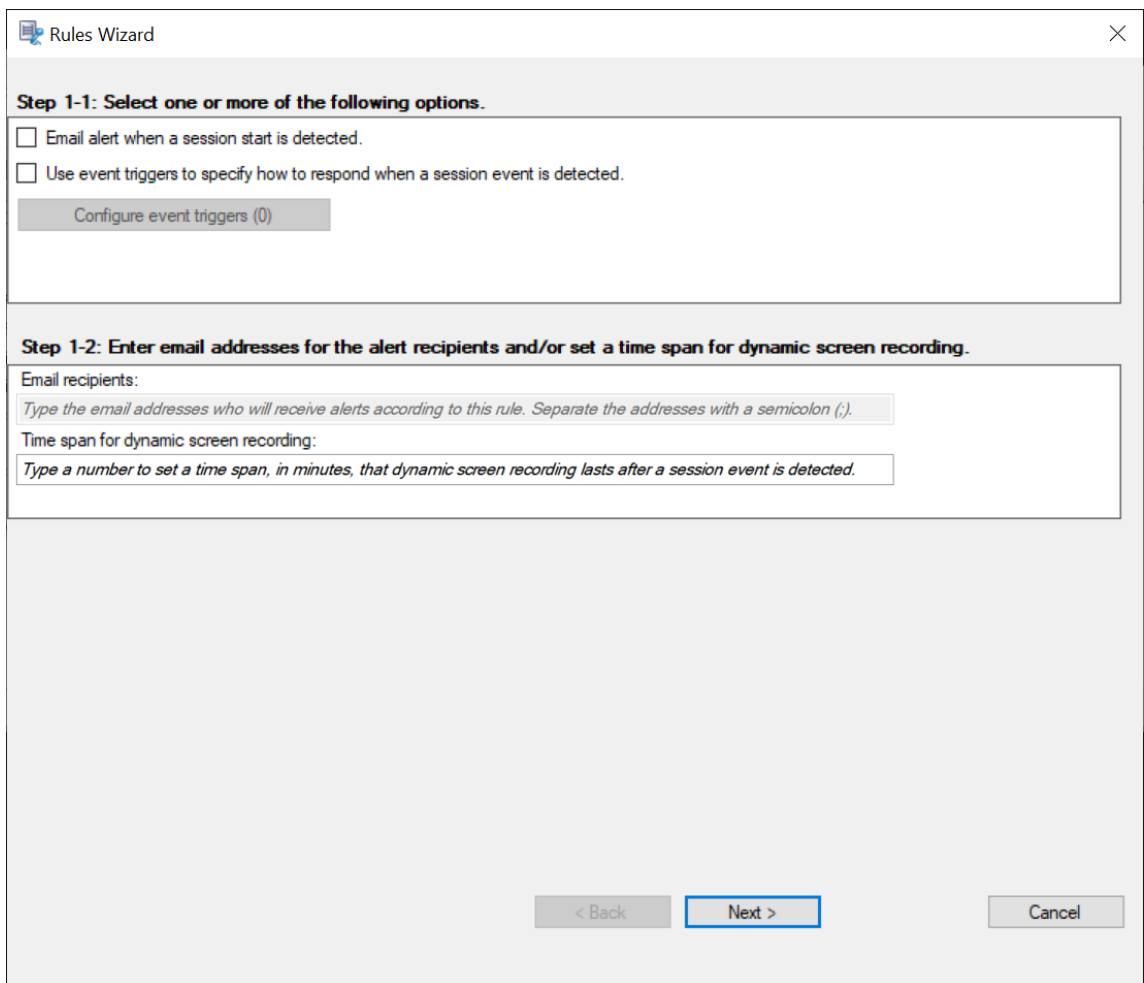 Rules Wizard
Step 1-1: Select one or more of the following options.
Email alert when a session start is detected.
Use event triggers to specify how to respond when a session event is detected.
Configure event triggers (0)
Step 1-2: Enter email addresses for the alert recipients and/or set a time span for dynamic screen recording.
Email recipients:
Type the email addresses who will receive alerts according to this rule. Separate the addresses with a semicolon (;).
Time span for dynamic screen recording:
Type a number to set a time span, in minutes, that dynamic screen recording lasts after a session event is detected.
< Back Next > Cancel